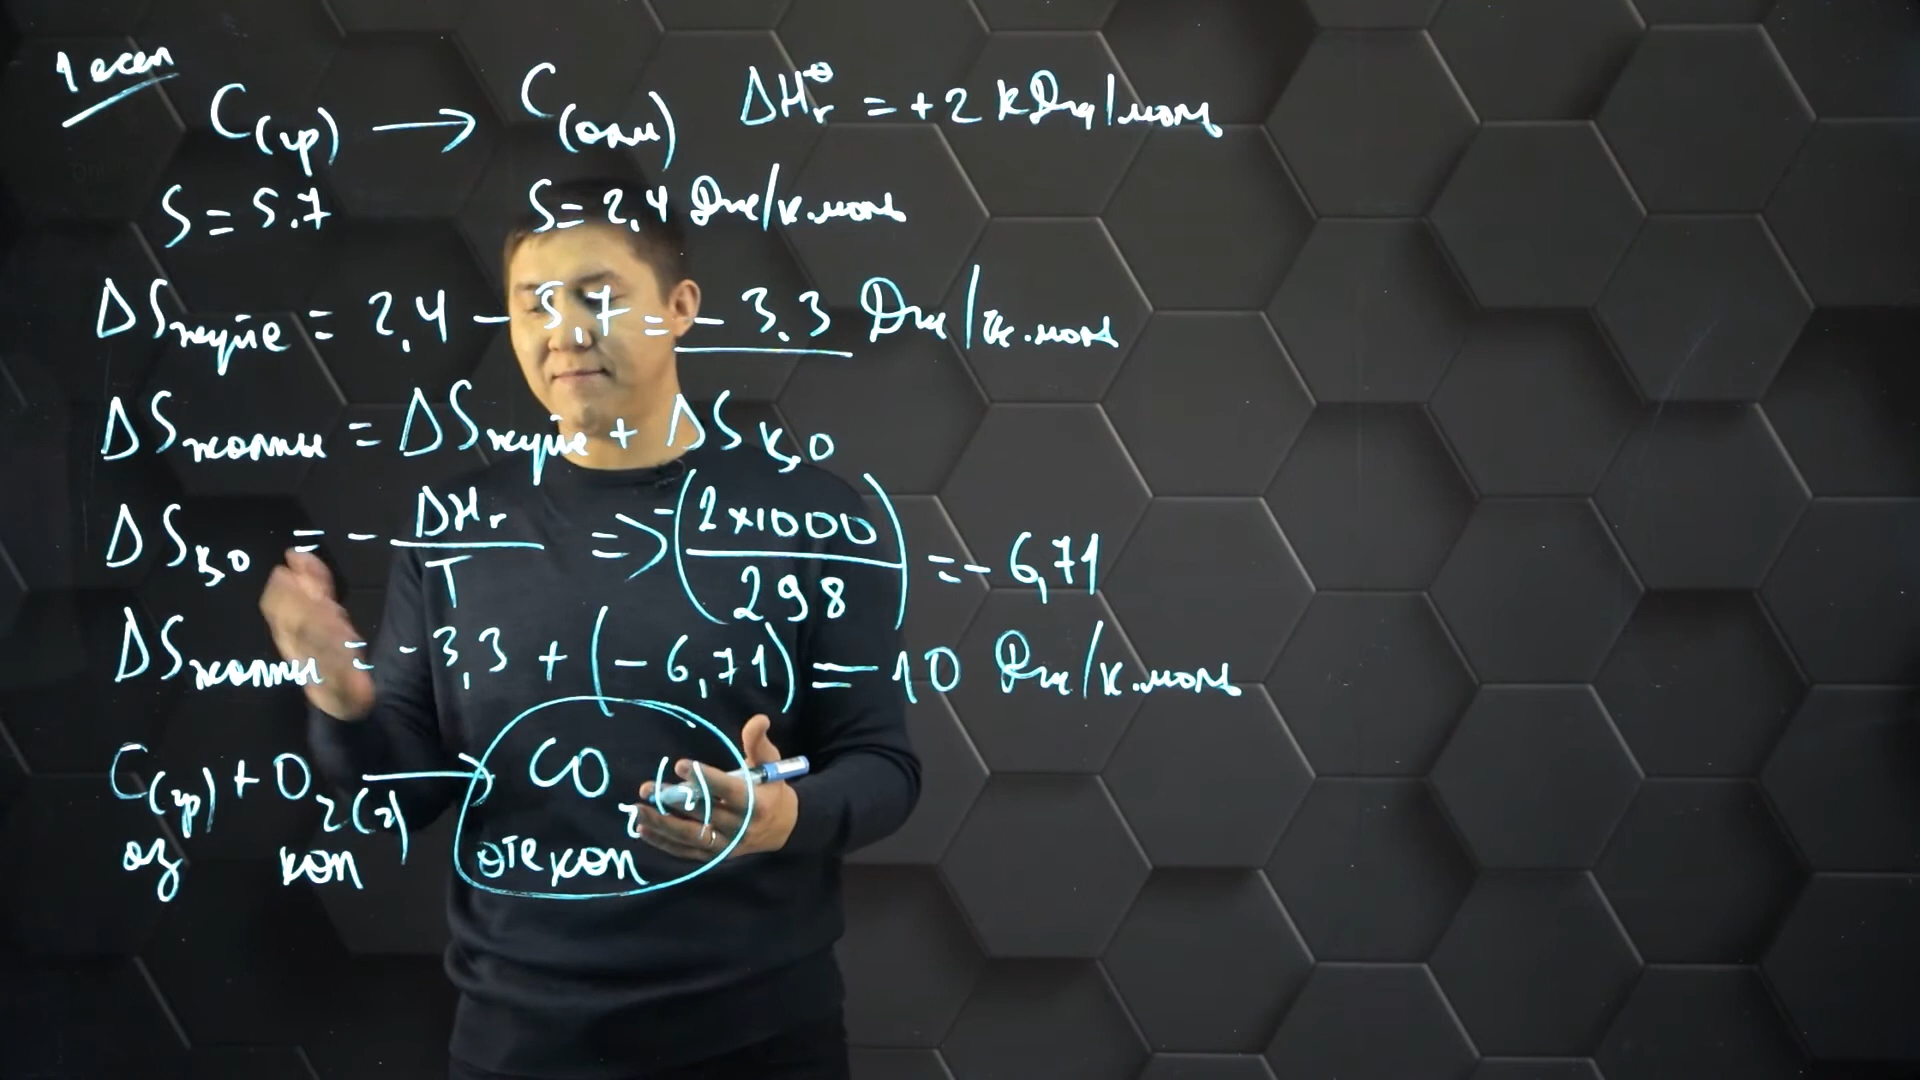 1 есеп
C(гр) → C(алм) ΔHr⊖ = +2 кДж/моль
S = 5.7 S = 2,4 Дж/к.моль
ΔSжүйе = 2,4 - 5,7 = - 3.3 Дж/к.моль
ΔSжалпы = ΔSжүйе + ΔSқ,о
ΔSқ,о = - ΔHr/T => -(2×1000/298) = - 6,71
ΔSжалпы = - 3,3 + (- 6,71) = - 10 Дж/к.моль
C(гр) + O2(г) → CO2(г)
аз көп өте көп